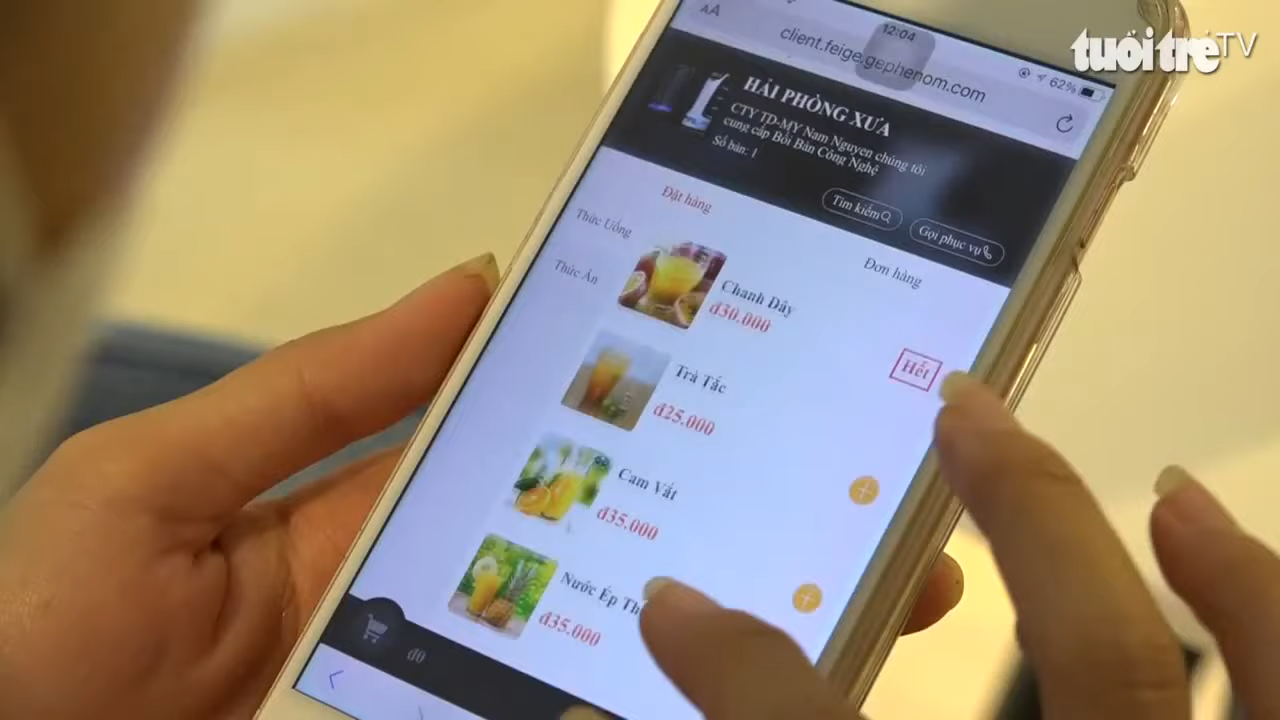 tuổi trẻ TV
AA
12:04
client.feige.gephenom.com
62%
HẢI PHÒNG XƯA
CTY TD-MY Nam Nguyen chúng tôi
cung cấp Bồi Bàn Công Nghệ
Số bàn: 1
Tìm kiếm
Gọi phục vụ
Đặt hàng
Đơn hàng
Thức Uống
Thức Ăn
Chanh Dây
đ30.000
Hết
Trà Tắc
đ25.000
Cam Vắt
đ35.000
Nước Ép
đ35.000
đ0